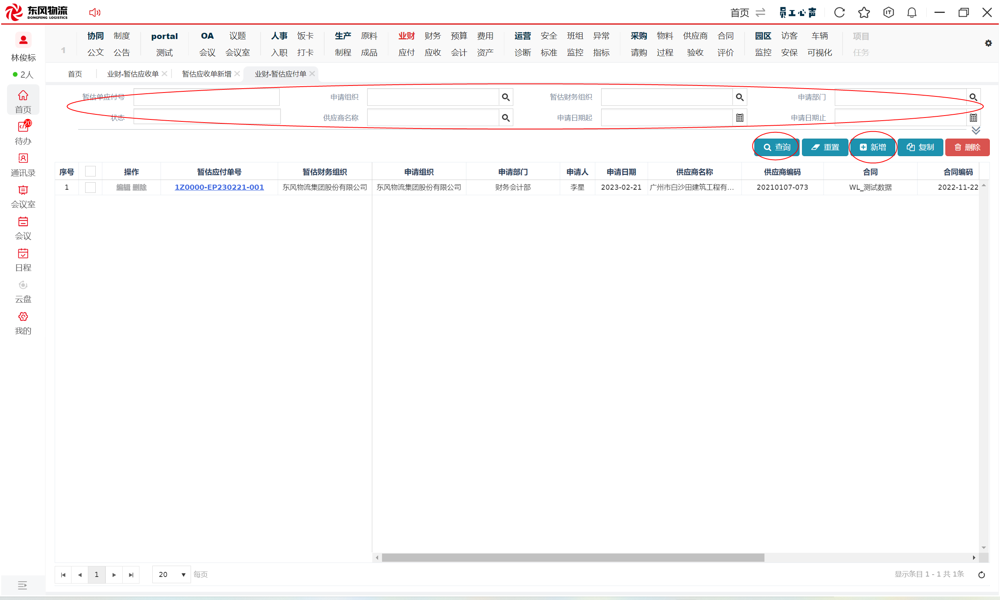 东风物流 首页 员工心声
DONGFENG LOGISTICS
协同 制度 portal OA 议题 人事 饭卡 生产 原料 业财 财务 预算 费用 运营 安全 班组 异常 采购 物料 供应商 合同 园区 访客 车辆 项目
1 公文 公告 测试 会议 会议室 入职 打卡 制程 成品 应付 应收 会计 资产 诊断 标准 监控 指标 请购 过程 验收 评价 监控 安保 可视化 任务
林俊标
2人
首页
20
待办
通讯录
会议室
会议
日程
云盘
我的
首页 业财-暂估应收单 暂估应收单新增 业财-暂估应付单
暂估单应付号 申请组织 暂估财务组织 申请部门
状态 供应商名称 申请日期起 申请日期止
查询 重置 新增 复制 删除
序号 操作 暂估应付单号 暂估财务组织 申请组织 申请部门 申请人 申请日期 供应商名称 供应商编码 合同 合同编码
1 编辑 删除 1Z0000-EP230221-001 东风物流集团股份有限公司 东风物流集团股份有限公司 财务会计部 李星 2023-02-21 广州市白沙田建筑工程有... 20210107-073 WL_测试数据 2022-11-22
1 20 每页 显示条目 1 - 1 共 1条